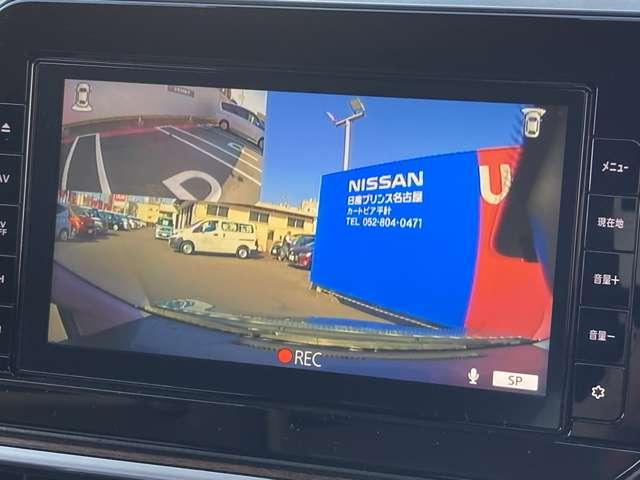 NISSAN
日産プリンス名古屋
カートピア平針
TEL 052-804-0471
U
REC
SP
AV
メニュー
現在地
音量+
音量−